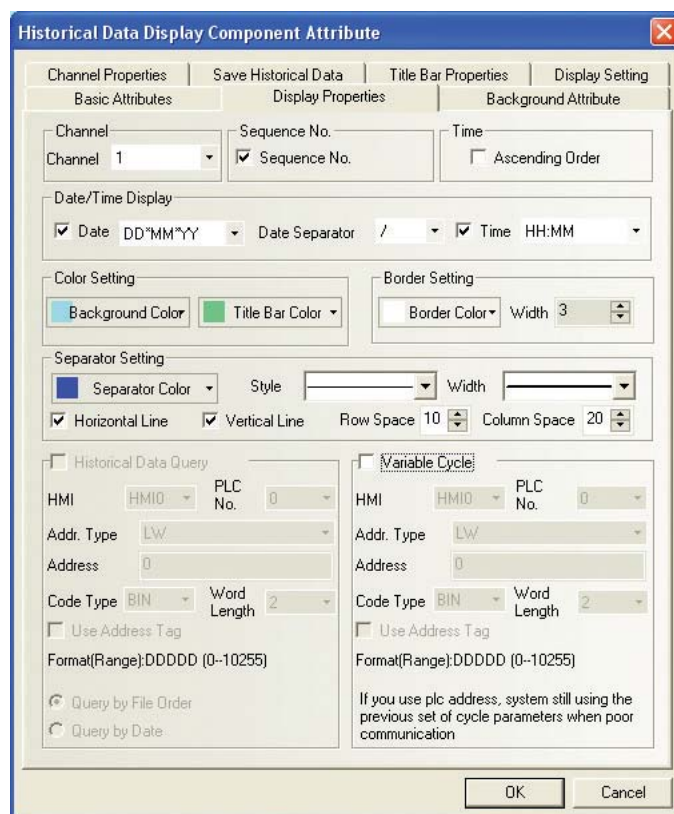 Historical Data Display Component Attribute
Channel Properties Save Historical Data Title Bar Properties Display Setting
Basic Attributes Display Properties Background Attribute
Channel Sequence No. Time
Channel 1 Sequence No. Ascending Order
Date/Time Display
Date DD*MM*YY Date Separator / Time HH:MM
Color Setting Border Setting
Background Color Title Bar Color Border Color Width 3
Separator Setting
Separator Color Style Width
Horizontal Line Vertical Line Row Space 10 Column Space 20
Historical Data Query Variable Cycle
HMI HMI0 PLC No. 0 HMI HMI0 PLC No. 0
Addr. Type LW Addr. Type LW
Address 0 Address 0
Code Type BIN Word Length 2 Code Type BIN Word Length 2
Use Address Tag Use Address Tag
Format(Range):DDDDD (0--10255) Format(Range):DDDDD (0--10255)
Query by File Order
Query by Date
If you use plc address, system still using the
previous set of cycle parameters when poor
communication
OK Cancel